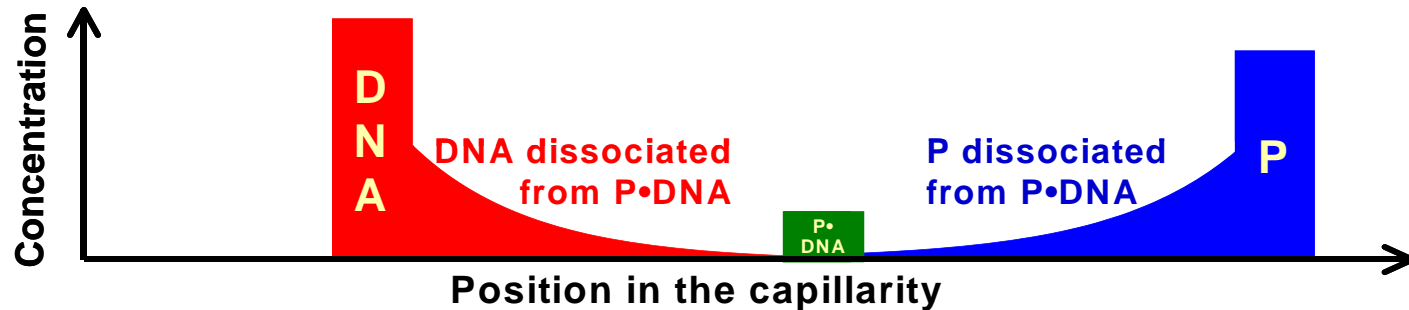 Concentration
D
N
A
DNA dissociated
from P•DNA
P•
DNA
P dissociated
from P•DNA
P
Position in the capillarity